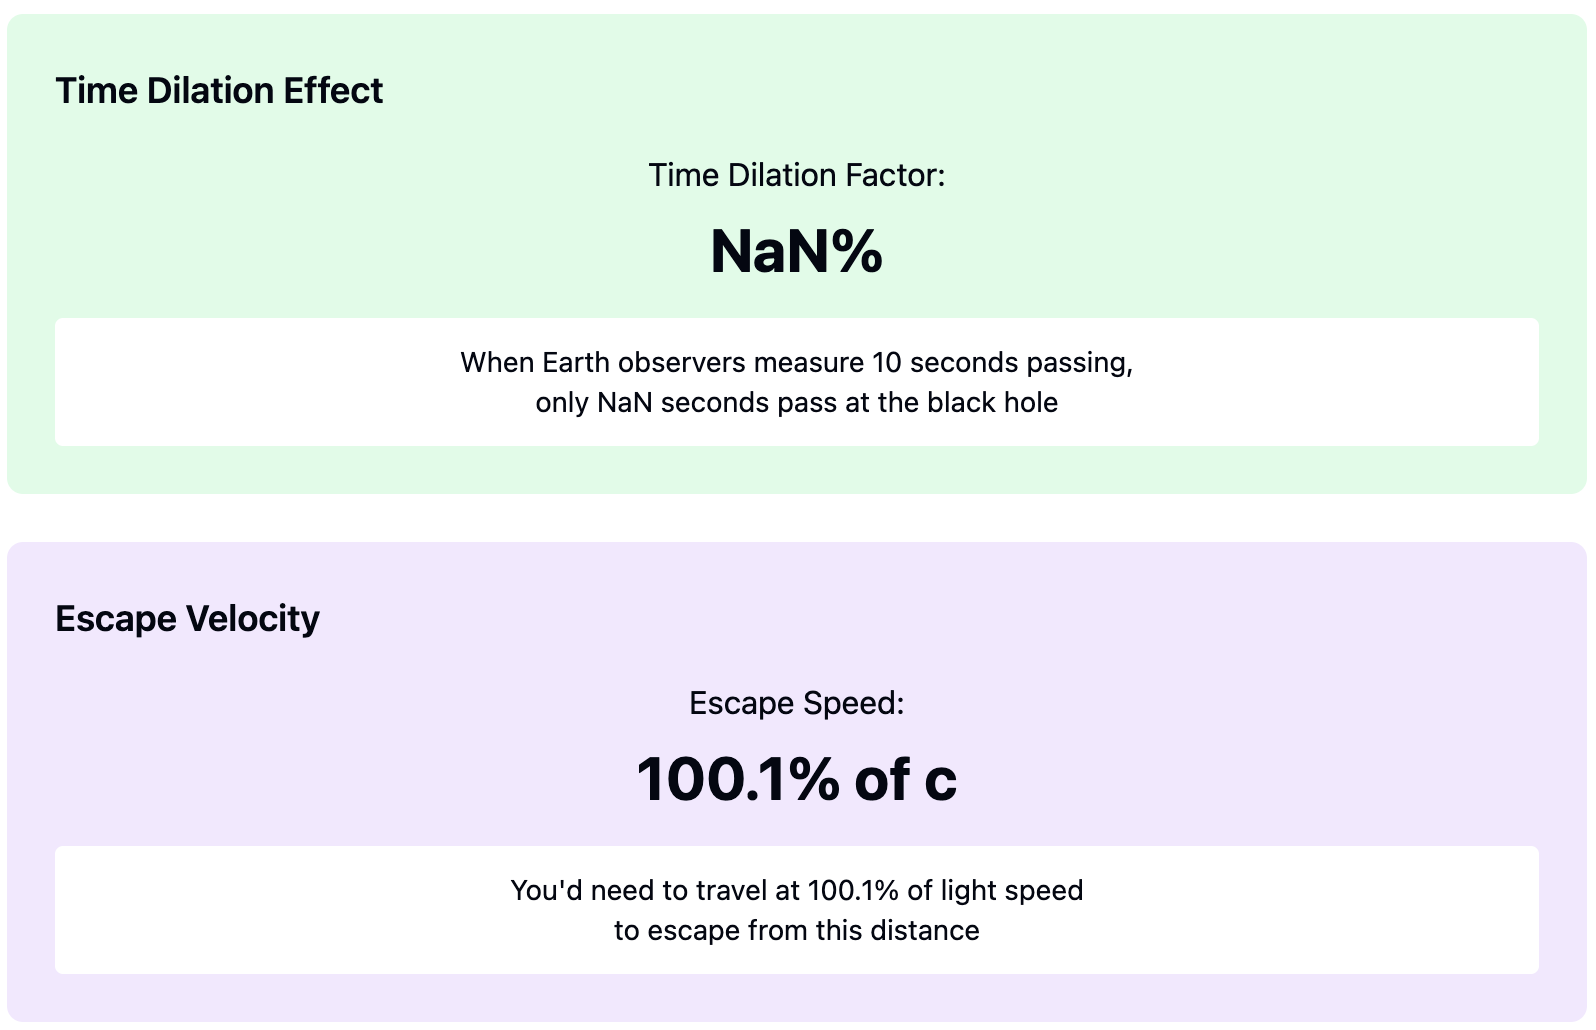 Time Dilation Effect
Time Dilation Factor:
NaN%
When Earth observers measure 10 seconds passing,
only NaN seconds pass at the black hole
Escape Velocity
Escape Speed:
100.1% of c
You'd need to travel at 100.1% of light speed
to escape from this distance